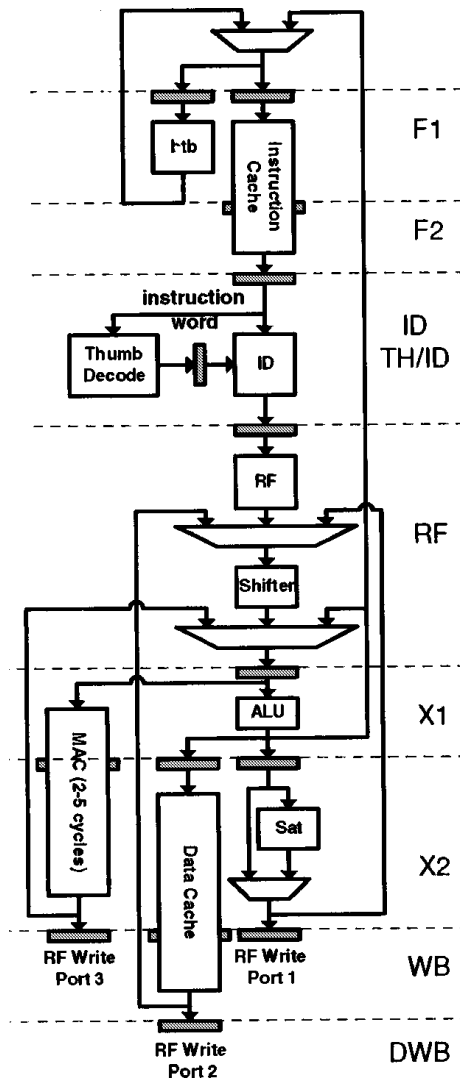 F1
btb
Instruction
Cache
F2
instruction
word
ID
TH/ID
Thumb
Decode
ID
RF
RF
Shifter
ALU
X1
MAC (2-5 cycles)
Data Cache
Sat
X2
RF Write
Port 3
RF Write
Port 1
WB
RF Write
Port 2
DWB